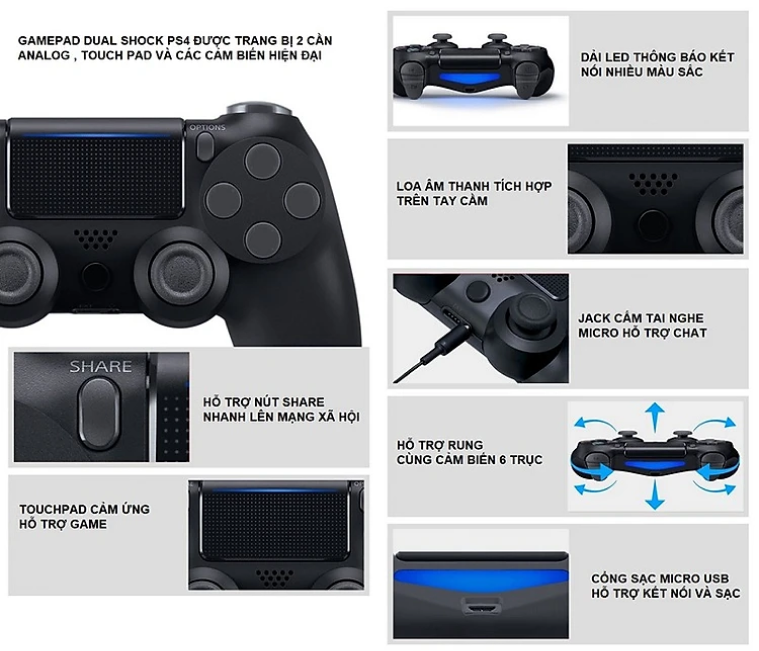 GAMEPAD DUAL SHOCK PS4 ĐƯỢC TRANG BỊ 2 CẦN
ANALOG , TOUCH PAD VÀ CÁC CẢM BIẾN HIỆN ĐẠI
OPTIONS
SHARE
HỖ TRỢ NÚT SHARE
NHANH LÊN MẠNG XÃ HỘI
TOUCHPAD CẢM ỨNG
HỖ TRỢ GAME
DẢI LED THÔNG BÁO KẾT
NỐI NHIỀU MÀU SẮC
LOA ÂM THANH TÍCH HỢP
TRÊN TAY CẦM
JACK CẮM TAI NGHE
MICRO HỖ TRỢ CHAT
HỖ TRỢ RUNG
CÙNG CẢM BIẾN 6 TRỤC
CỔNG SẠC MICRO USB
HỖ TRỢ KẾT NỐI VÀ SẠC